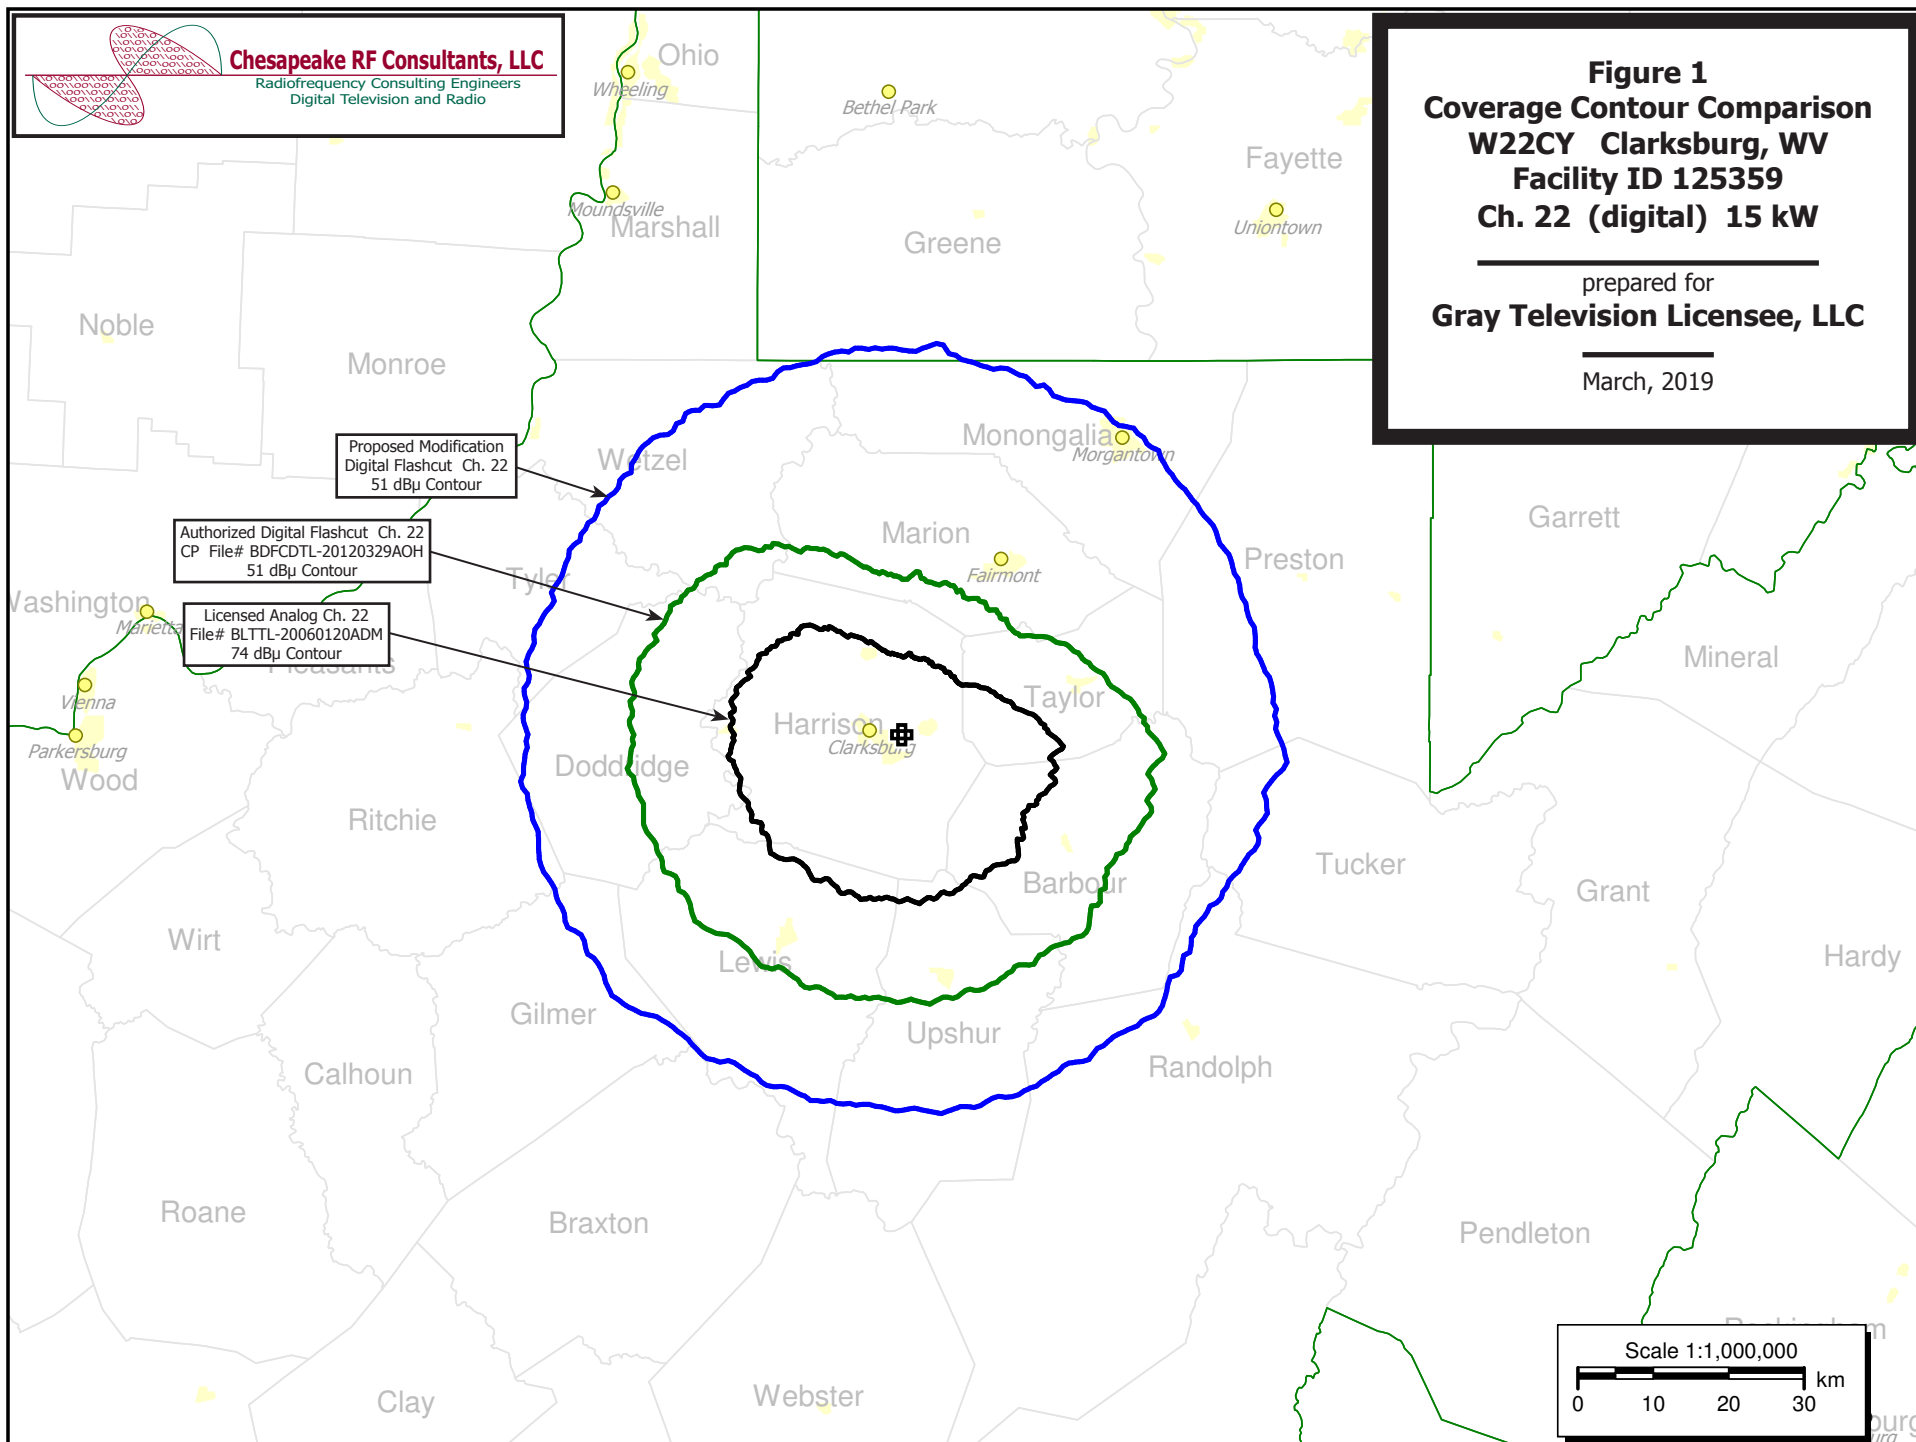 Chesapeake RF Consultants, LLC
Radiofrequency Consulting Engineers
Digital Television and Radio
Figure 1
Coverage Contour Comparison
W22CY Clarksburg, WV
Facility ID 125359
Ch. 22 (digital) 15 kW
prepared for
Gray Television Licensee, LLC
March, 2019
Ohio
Wheeling
Bethel Park
Fayette
Moundsville
Marshall
Greene
Uniontown
Noble
Monroe
Proposed Modification
Digital Flashcut Ch. 22
51 dBµ Contour
Wetzel
Monongalia
Morgantown
Authorized Digital Flashcut Ch. 22
CP File# BDFCDTL-20120329AOH
51 dBµ Contour
Marion
Fairmont
Garrett
Preston
Tyler
Washington
Marietta
Licensed Analog Ch. 22
File# BLTTL-20060120ADM
74 dBµ Contour
Pleasants
Mineral
Vienna
Taylor
Harrison
Clarksburg
Parkersburg
Wood
Doddridge
Ritchie
Tucker
Barbour
Grant
Wirt
Lewis
Hardy
Gilmer
Upshur
Calhoun
Randolph
Roane
Braxton
Pendleton
Scale 1:1,000,000
km
0 10 20 30
Clay
Webster